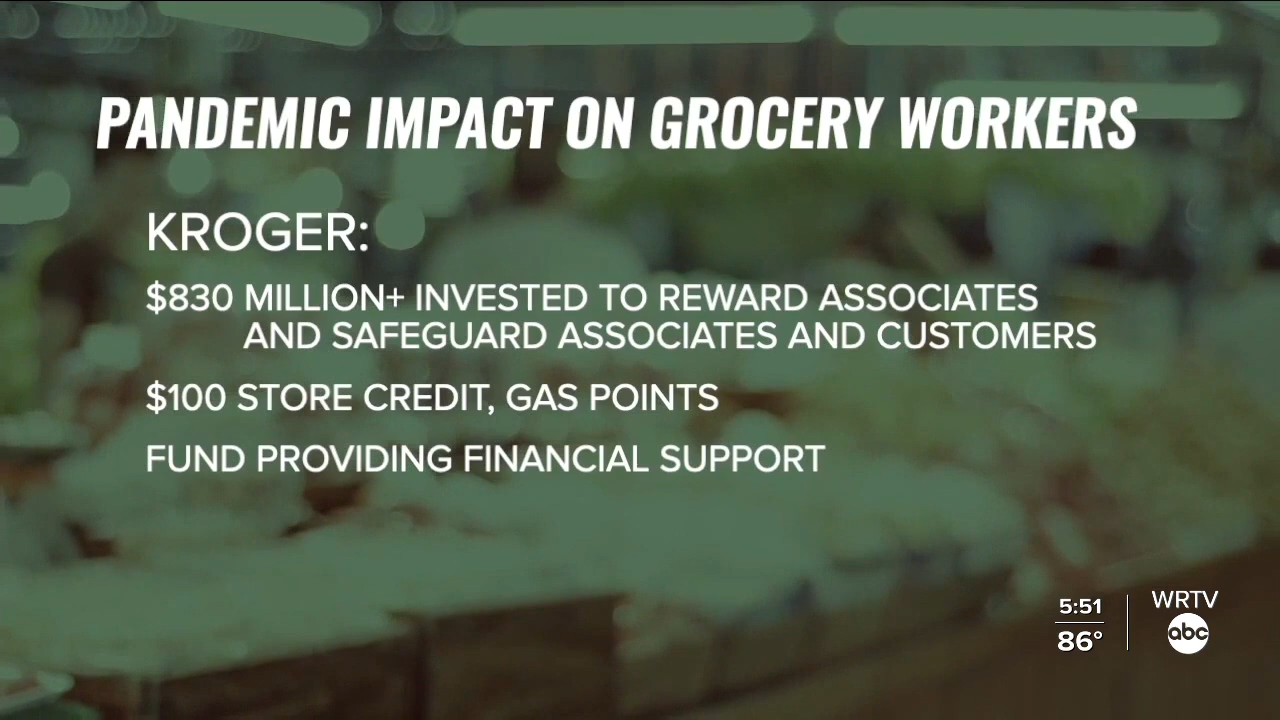 PANDEMIC IMPACT ON GROCERY WORKERS
KROGER:
$830 MILLION+ INVESTED TO REWARD ASSOCIATES
AND SAFEGUARD ASSOCIATES AND CUSTOMERS
$100 STORE CREDIT, GAS POINTS
FUND PROVIDING FINANCIAL SUPPORT
5:51
86°
WRTV
abc